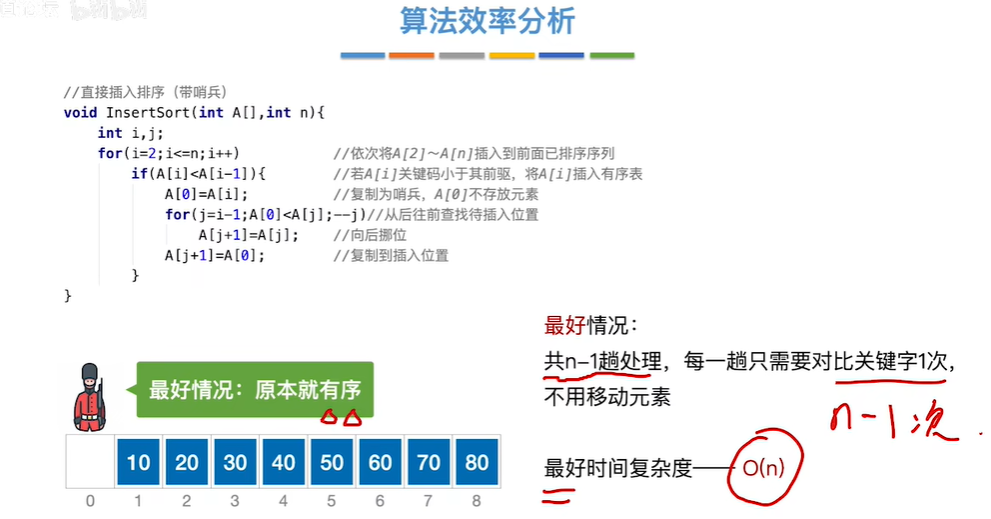 bilibili
算法效率分析
//直接插入排序（带哨兵）
void InsertSort(int A[],int n){
int i,j;
for(i=2;i<=n;i++) //依次将A[2]～A[n]插入到前面已排序序列
if(A[i]<A[i-1]){ //若A[i]关键码小于其前驱，将A[i]插入有序表
A[0]=A[i]; //复制为哨兵，A[0]不存放元素
for(j=i-1;A[0]<A[j];--j)//从后往前查找待插入位置
A[j+1]=A[j]; //向后挪位
A[j+1]=A[0]; //复制到插入位置
}
}
最好情况：
共n-1趟处理，每一趟只需要对比关键字1次，
不用移动元素
n-1次.
最好时间复杂度——O(n)
最好情况：原本就有序
10 20 30 40 50 60 70 80
0 1 2 3 4 5 6 7 8